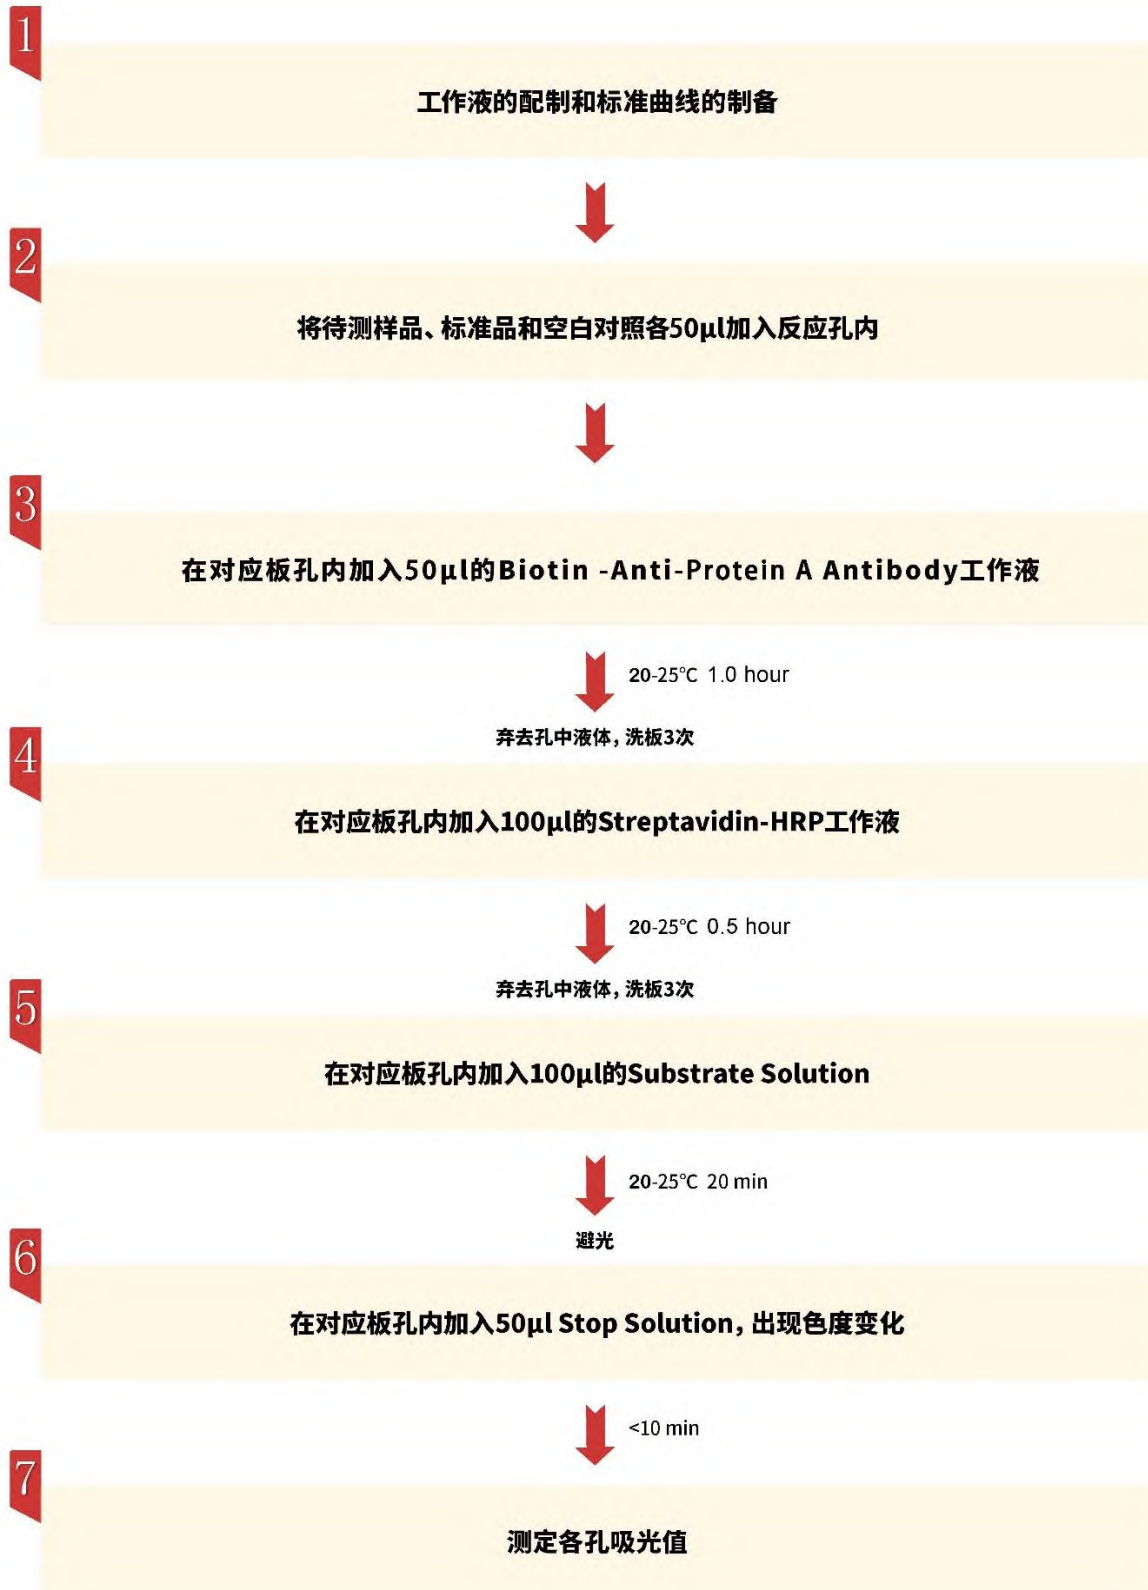 1
工作液的配制和标准曲线的制备
2
将待测样品、标准品和空白对照各50μl加入反应孔内
3
在对应板孔内加入50μl的Biotin -Anti-Protein A Antibody工作液
20-25℃ 1.0 hour
弃去孔中液体，洗板3次
4
在对应板孔内加入100μl的Streptavidin-HRP工作液
20-25℃ 0.5 hour
弃去孔中液体，洗板3次
5
在对应板孔内加入100μl的Substrate Solution
20-25℃ 20 min
避光
6
在对应板孔内加入50μl Stop Solution，出现色度变化
<10 min
7
测定各孔吸光值